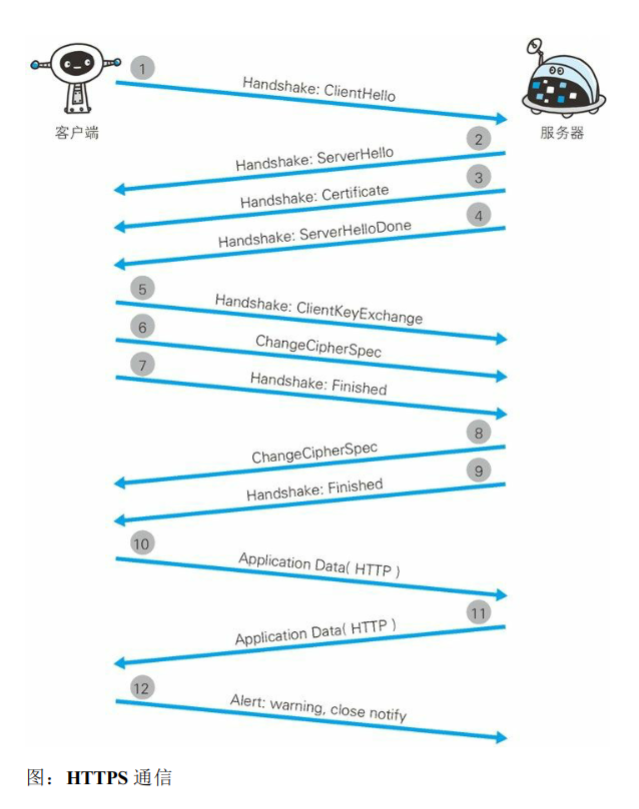 1
Handshake: ClientHello
客户端
服务器
2
Handshake: ServerHello
3
Handshake: Certificate
4
Handshake: ServerHelloDone
5
Handshake: ClientKeyExchange
6
ChangeCipherSpec
7
Handshake: Finished
8
ChangeCipherSpec
9
Handshake: Finished
10
Application Data( HTTP )
11
Application Data( HTTP )
12
Alert: warning, close notify
图：HTTPS 通信